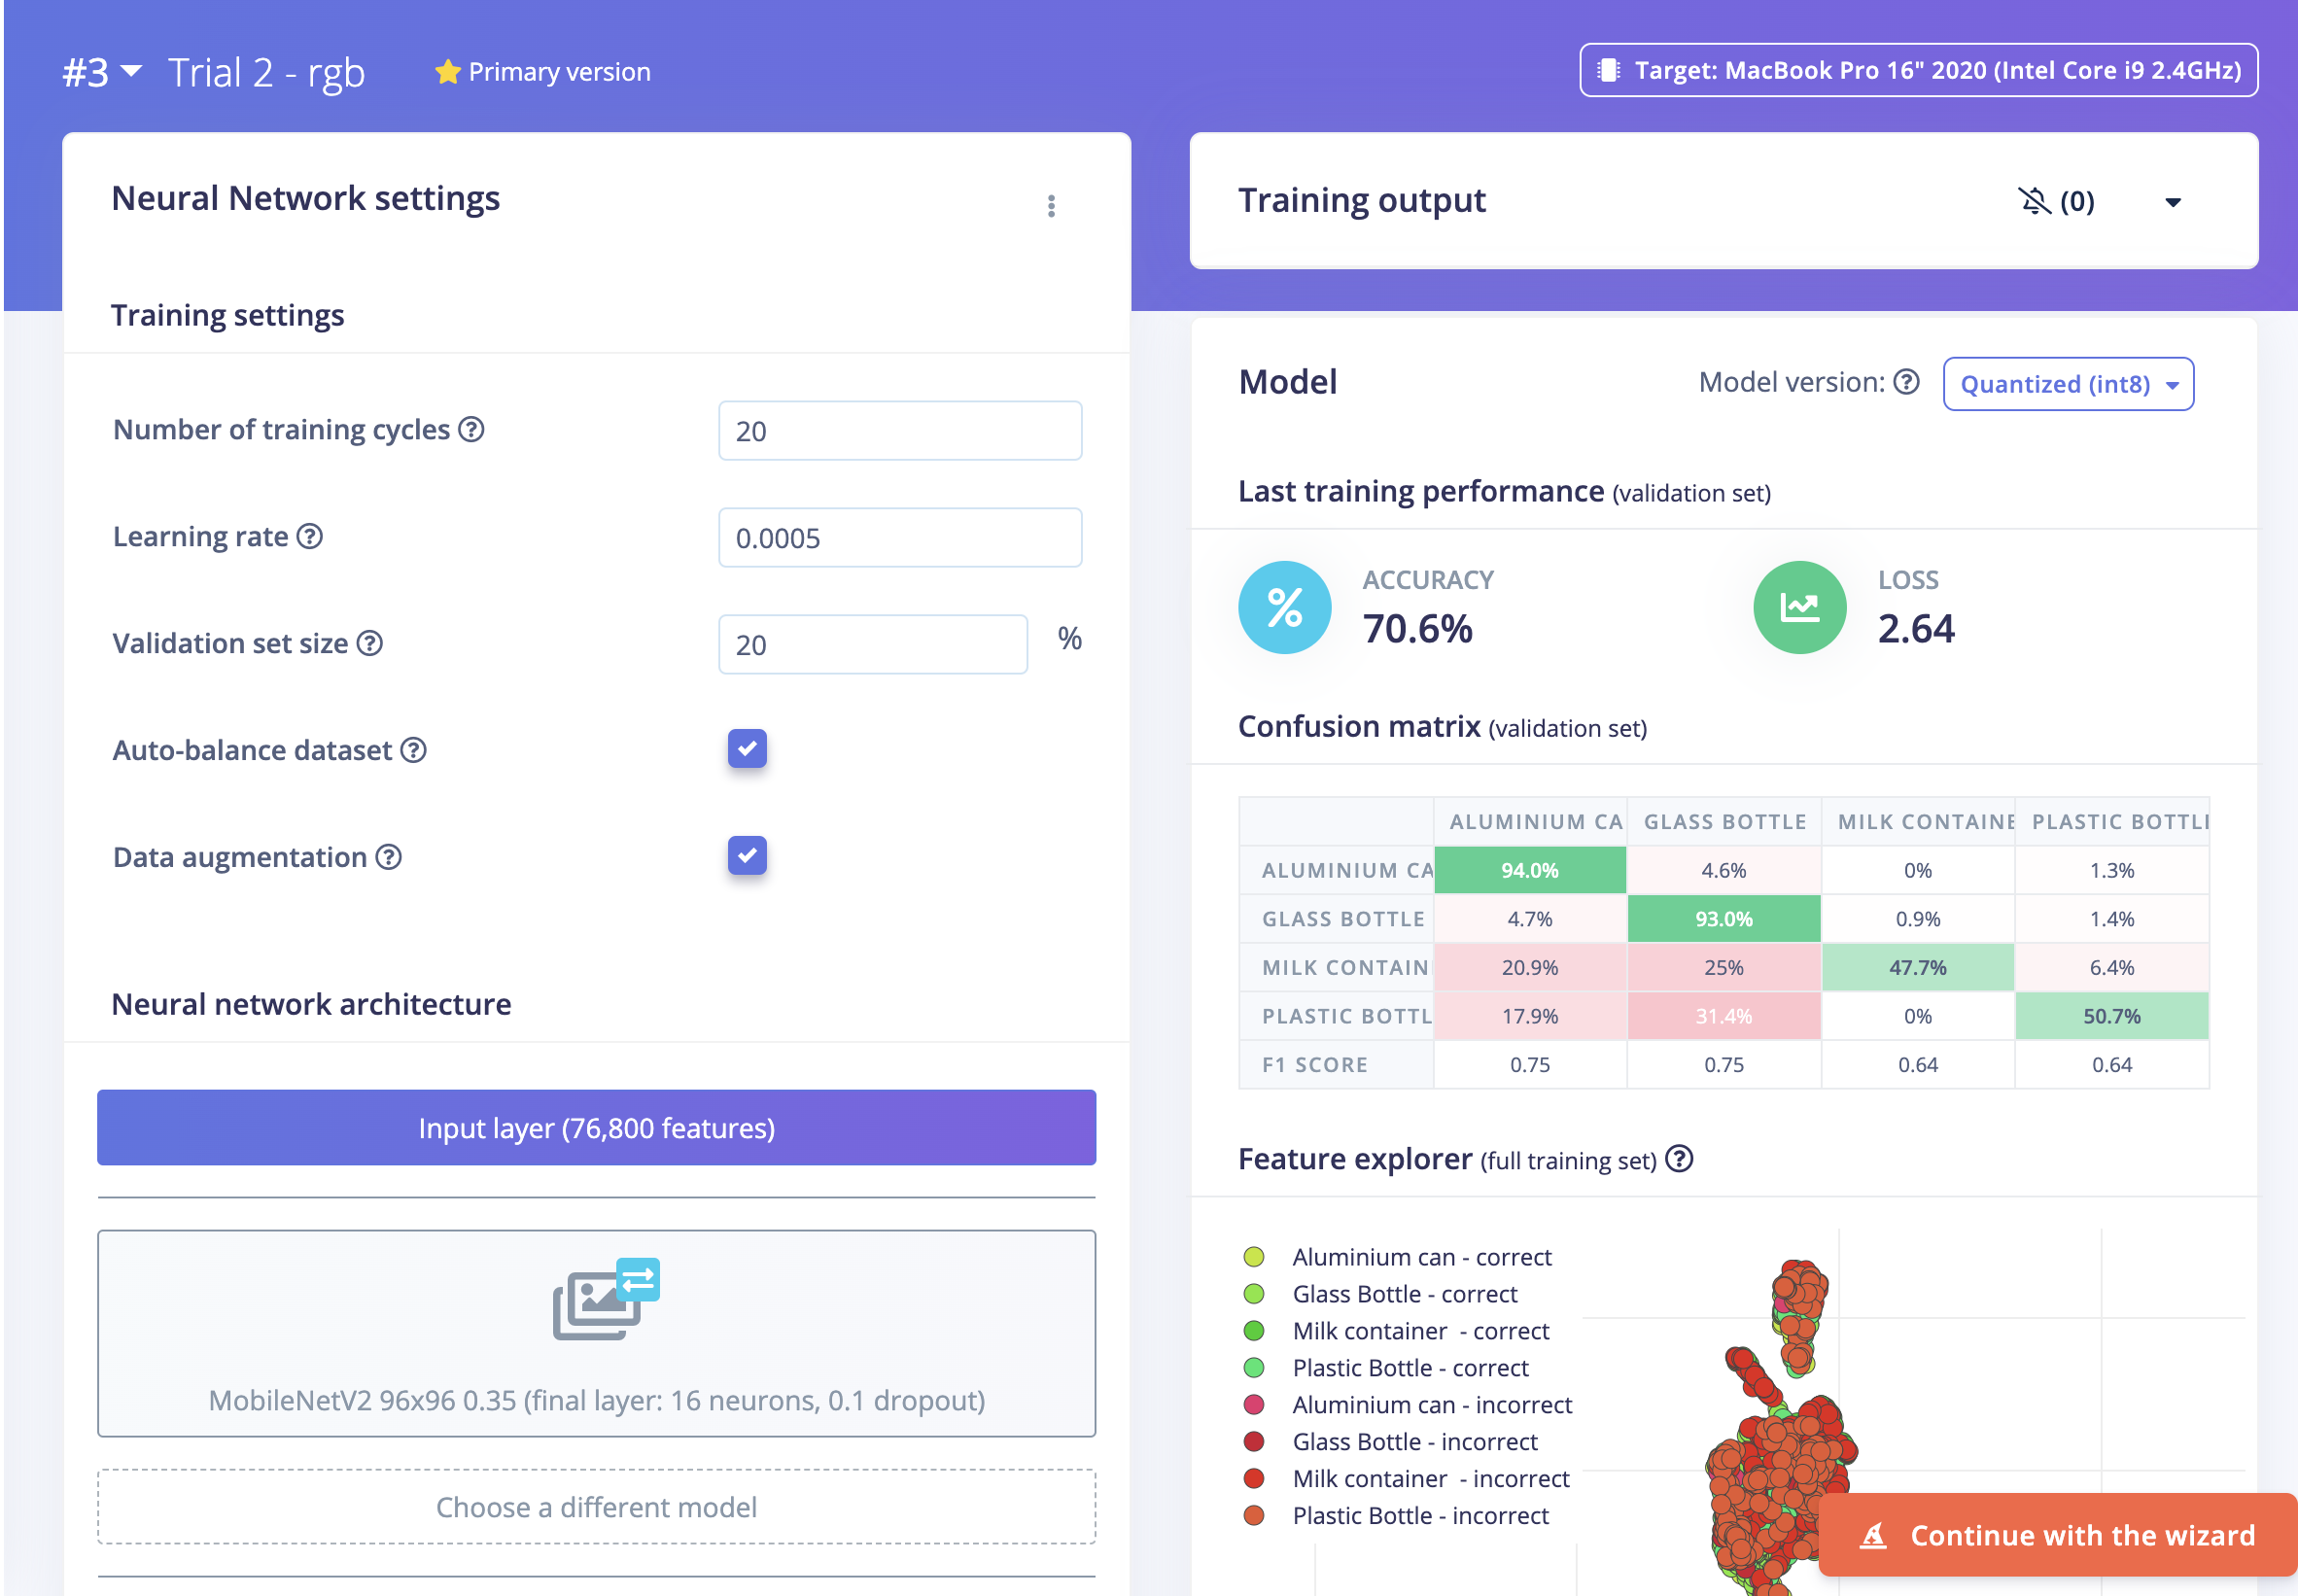 #3 Trial 2 - rgb Primary version
Target: MacBook Pro 16" 2020 (Intel Core i9 2.4GHz)
Neural Network settings
Training settings
Number of training cycles ?
20
Learning rate ?
0.0005
Validation set size ?
20
%
Auto-balance dataset ?
Data augmentation ?
Neural network architecture
Input layer (76,800 features)
MobileNetV2 96x96 0.35 (final layer: 16 neurons, 0.1 dropout)
Choose a different model
Training output
(0)
Model
Model version: ?
Quantized (int8)
Last training performance (validation set)
%
ACCURACY
70.6%
LOSS
2.64
Confusion matrix (validation set)
ALUMINIUM CA GLASS BOTTLE MILK CONTAINE PLASTIC BOTTL
ALUMINIUM CA 94.0% 4.6% 0% 1.3%
GLASS BOTTLE 4.7% 93.0% 0.9% 1.4%
MILK CONTAIN 20.9% 25% 47.7% 6.4%
PLASTIC BOTTL 17.9% 31.4% 0% 50.7%
F1 SCORE 0.75 0.75 0.64 0.64
Feature explorer (full training set) ?
Aluminium can - correct
Glass Bottle - correct
Milk container - correct
Plastic Bottle - correct
Aluminium can - incorrect
Glass Bottle - incorrect
Milk container - incorrect
Plastic Bottle - incorrect
Continue with the wizard